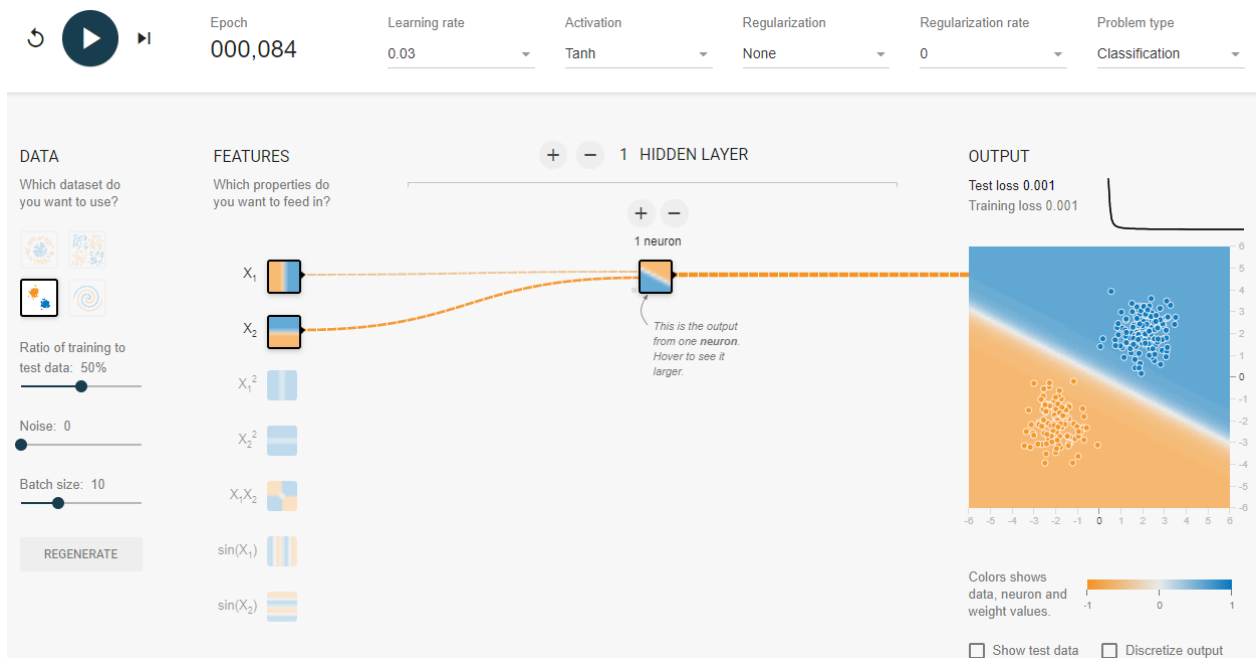 Epoch
000,084
Learning rate
0.03
Activation
Tanh
Regularization
None
Regularization rate
0
Problem type
Classification
DATA
Which dataset do
you want to use?
Ratio of training to
test data: 50%
Noise: 0
Batch size: 10
REGENERATE
FEATURES
Which properties do
you want to feed in?
X₁
X₂
X₁²
X₂²
X₁X₂
sin(X₁)
sin(X₂)
+ − 1 HIDDEN LAYER
+ −
1 neuron
This is the output
from one neuron.
Hover to see it
larger.
OUTPUT
Test loss 0.001
Training loss 0.001
6
5
4
3
2
1
0
-1
-2
-3
-4
-5
-6
-6 -5 -4 -3 -2 -1 0 1 2 3 4 5 6
Colors shows
data, neuron and
weight values.
-1 0 1
Show test data
Discretize output